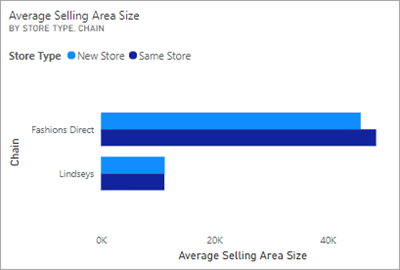 Average Selling Area Size
BY STORE TYPE, CHAIN
Store Type New Store Same Store
Chain
Fashions Direct
Lindseys
0K 20K 40K
Average Selling Area Size